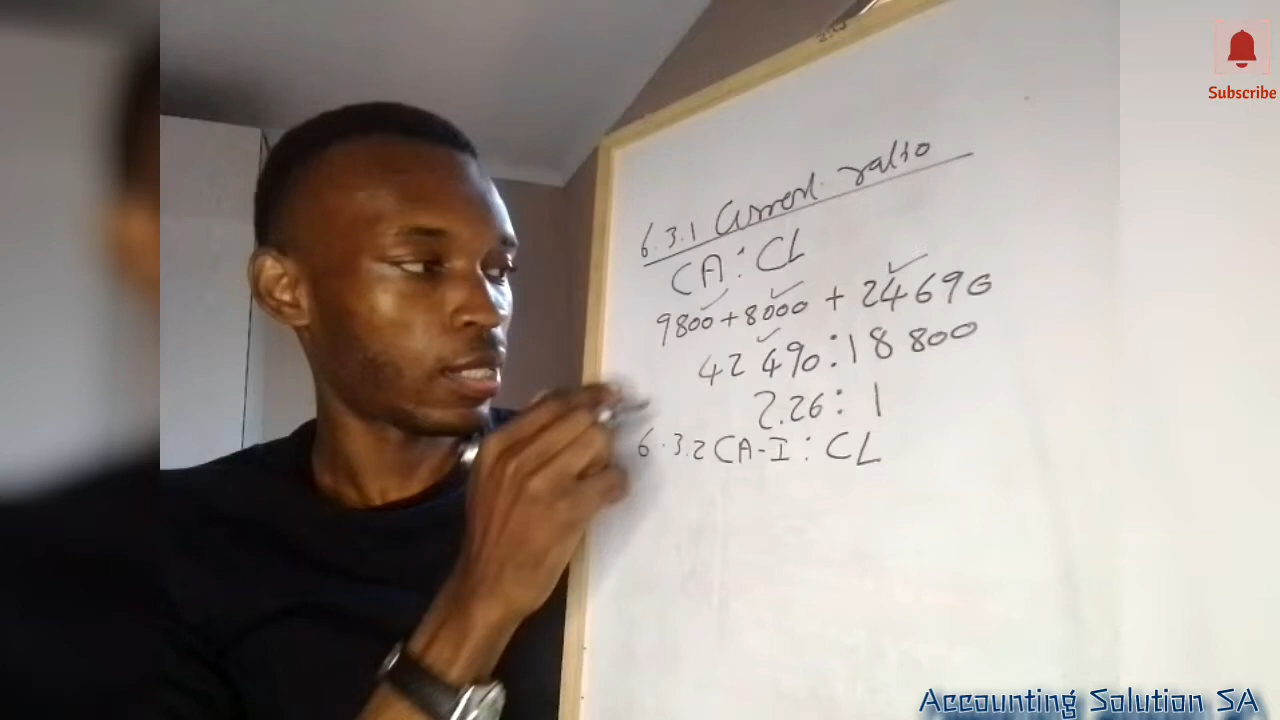 Subscribe
6.3.1 Current ratio
CA : CL
9800 + 8000 + 24690
42 490 : 18 800
2.26 : 1
6.3.2 CA-I : CL
Accounting Solution SA